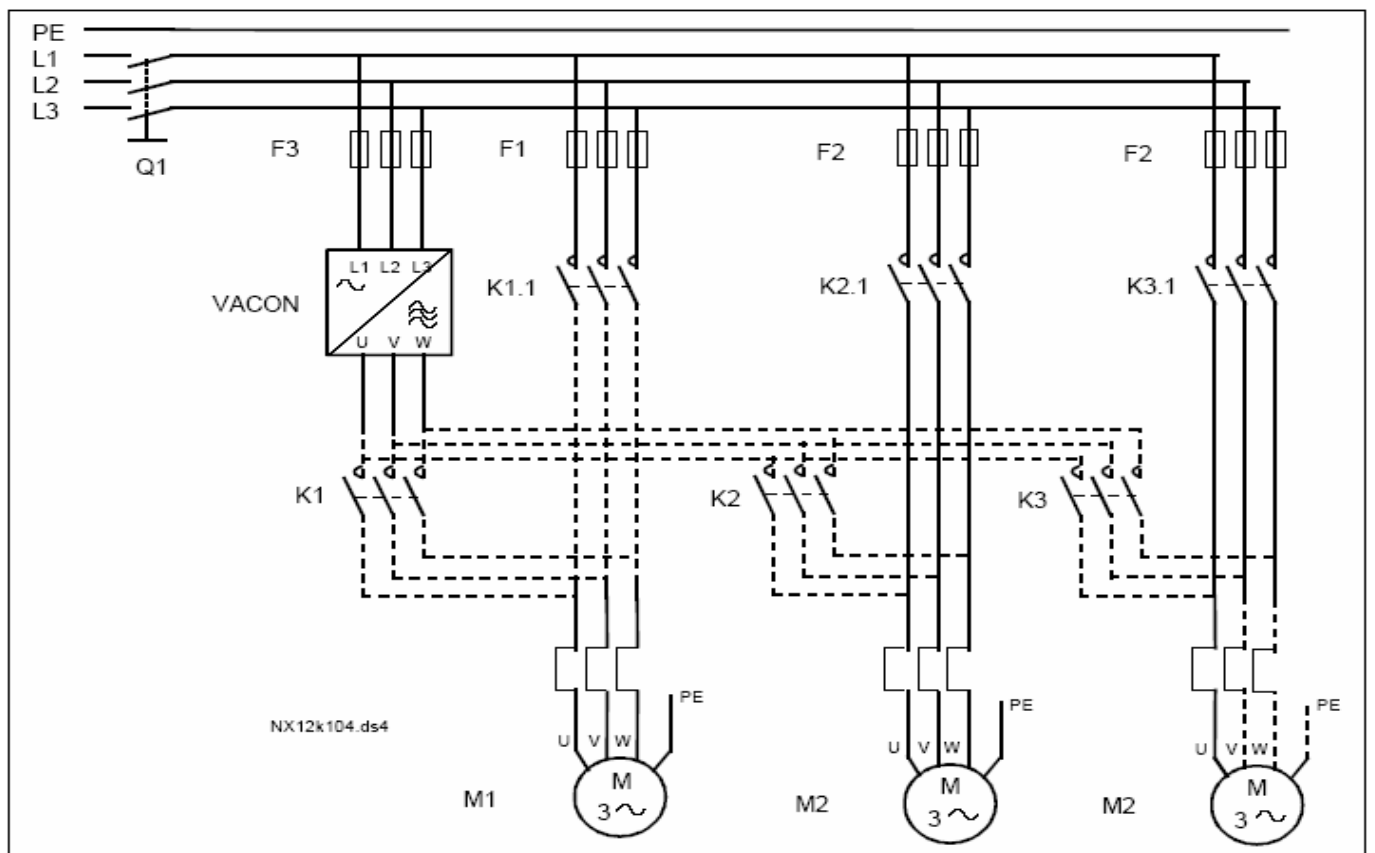 PE
L1
L2
L3
Q1
F3 F1 F2 F2
L1 L2 L3
VACON
U V W
K1.1 K2.1 K3.1
K1 K2 K3
NX12k104.ds4
PE PE PE
U V W U V W U V W
M M M
3 3 3
M1 M2 M2